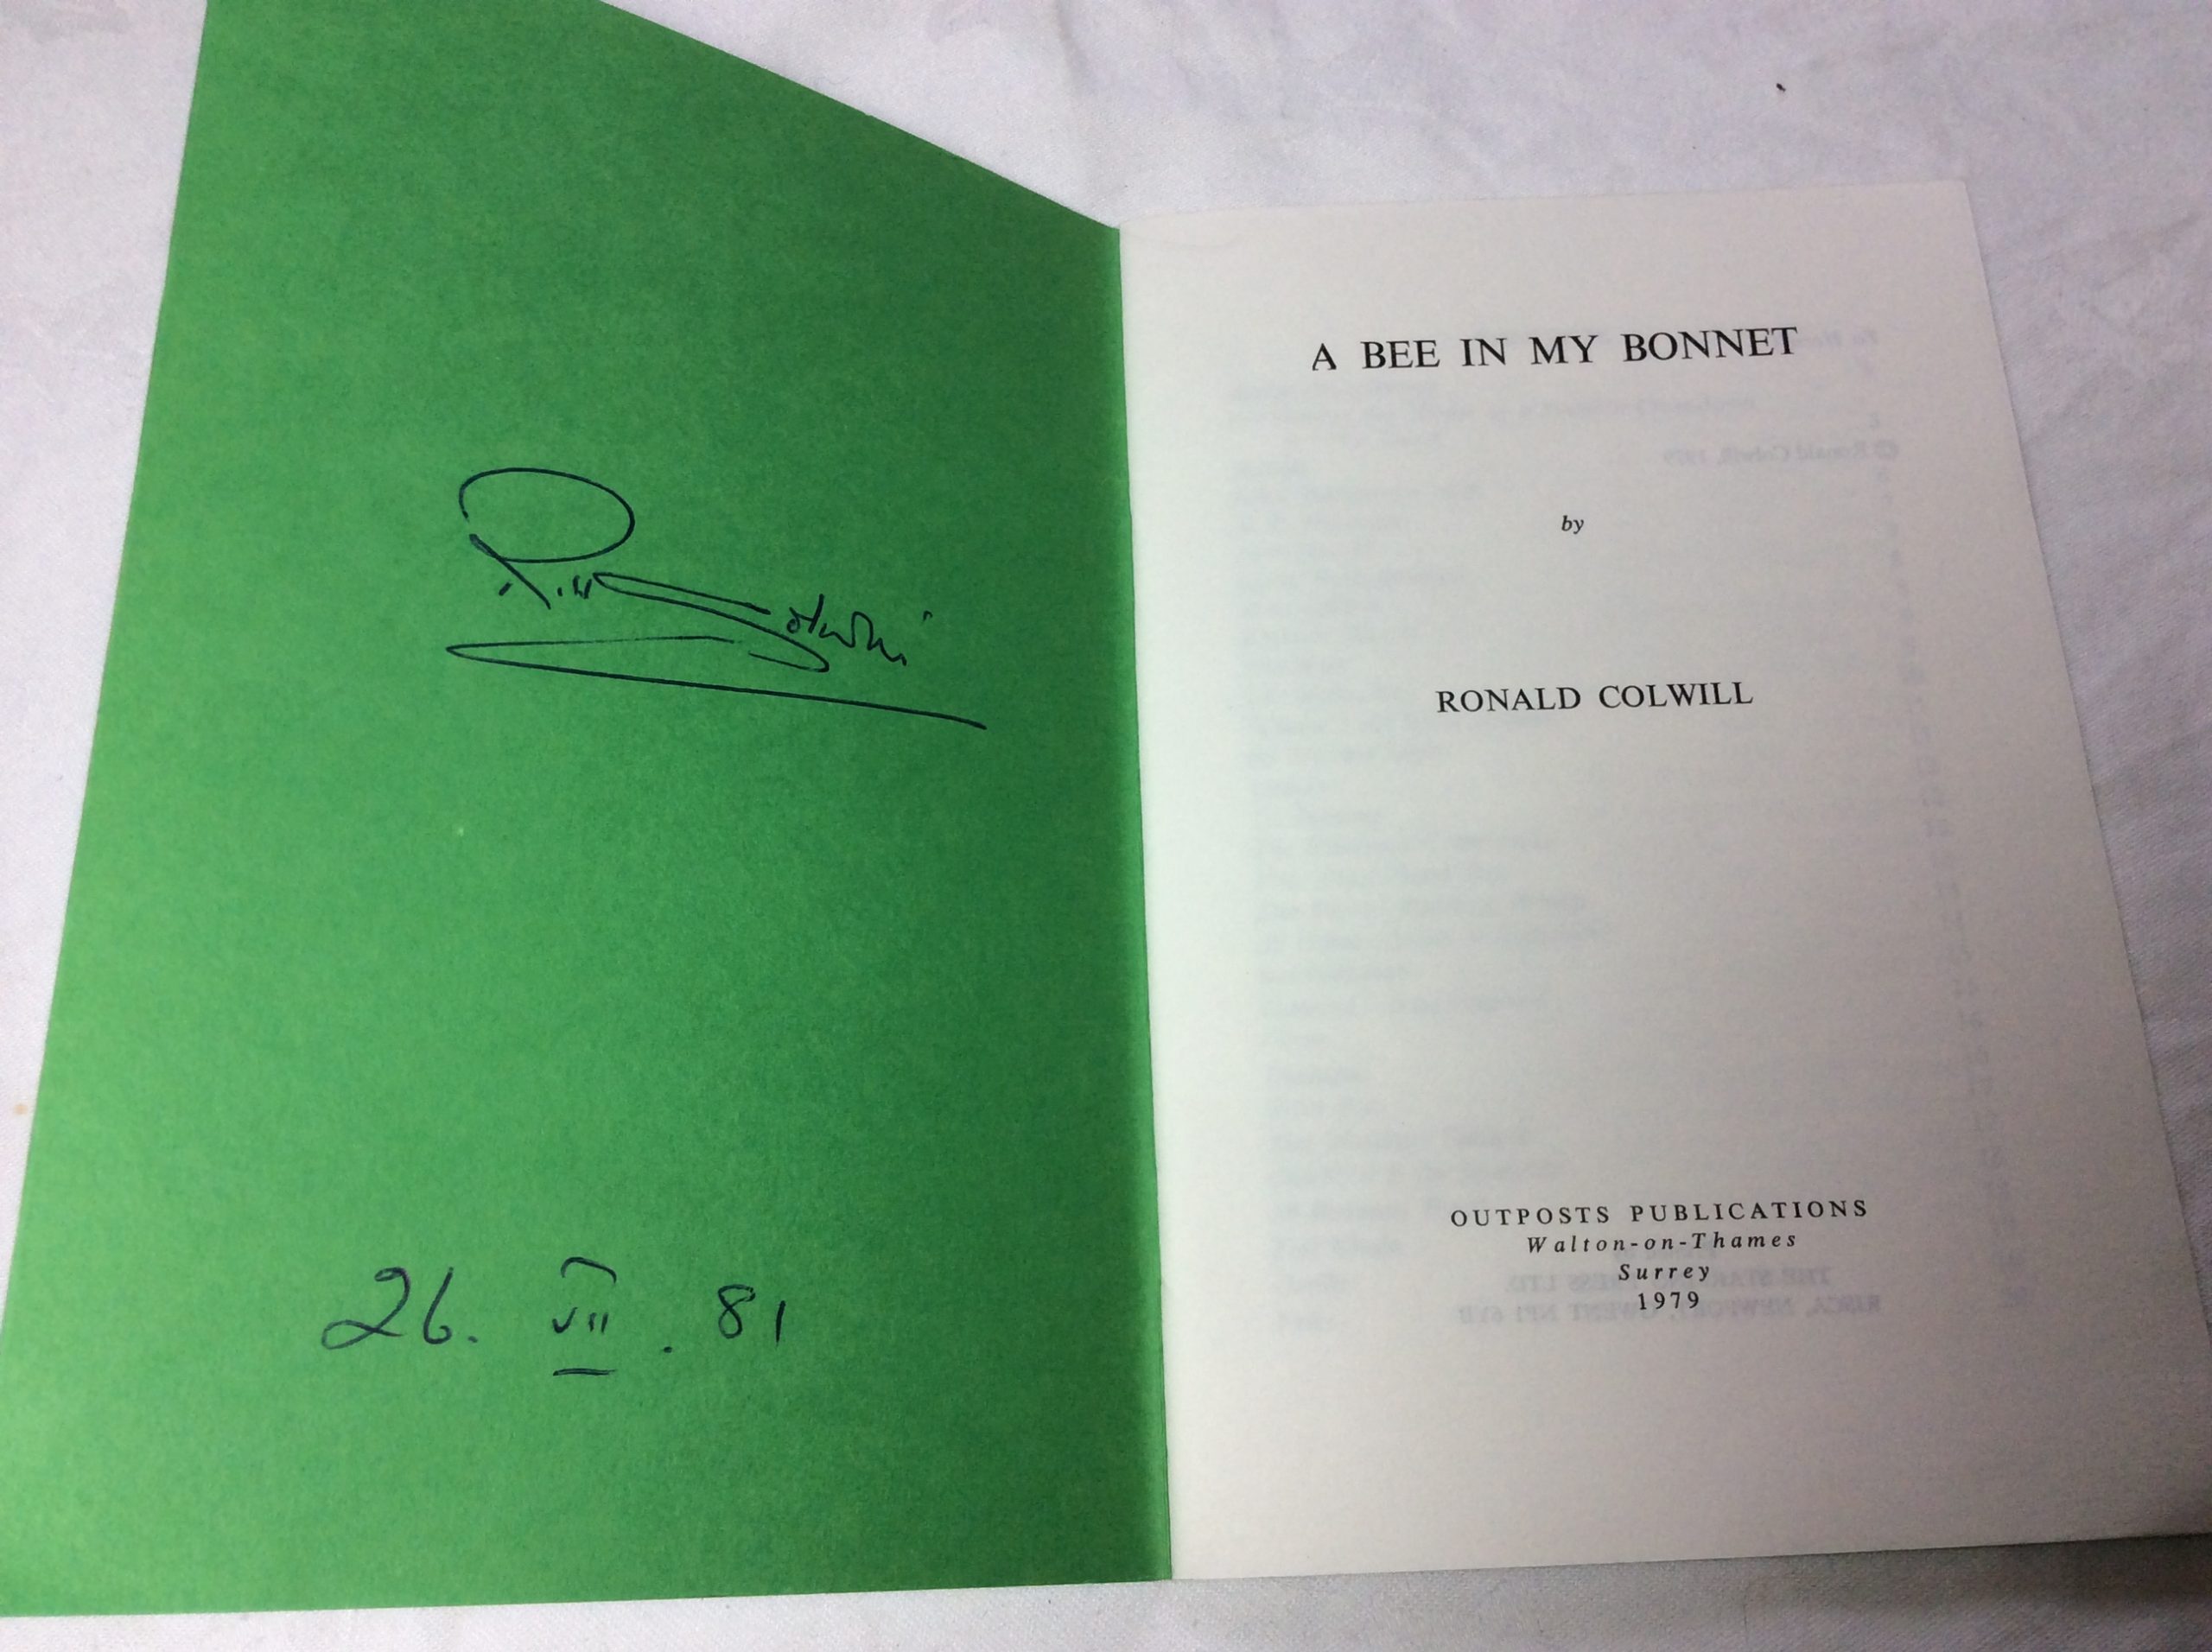 26. VII . 81
A BEE IN MY BONNET
by
RONALD COLWILL
OUTPOSTS PUBLICATIONS
Walton-on-Thames
Surrey
1979